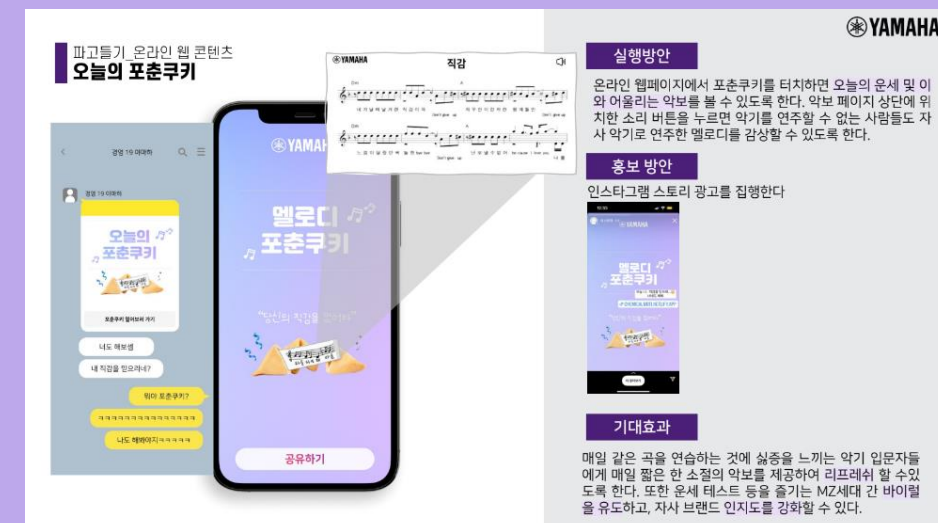 YAMAHA
파고들기_온라인 웹 콘텐츠
오늘의 포춘쿠키
YAMAHA
직감
경영 19 야마하
경영 19 야마하
오늘의
포춘쿠키
포춘쿠키 열어보러 가기
너도 해보셈
내 직감을 믿으라네?
뭐야 포춘쿠키?
ㅋㅋㅋㅋㅋㅋㅋㅋㅋㅋㅋㅋㅋㅋㅋ
나도 해봐야지ㅋㅋㅋㅋㅋ
멜로디
포춘쿠키
"당신의 직감을 믿어봐"
공유하기
실행방안
온라인 웹페이지에서 포춘쿠키를 터치하면 오늘의 운세 및 이
와 어울리는 악보를 볼 수 있도록 한다. 악보 페이지 상단에 위
치한 소리 버튼을 누르면 악기를 연주할 수 없는 사람들도 자
사 악기로 연주한 멜로디를 감상할 수 있도록 한다.
홍보 방안
인스타그램 스토리 광고를 집행한다
YAMAHA
멜로디
포춘쿠키
기대효과
매일 같은 곡을 연습하는 것에 싫증을 느끼는 악기 입문자들
에게 매일 짧은 한 소절의 악보를 제공하여 리프레쉬 할 수있
도록 한다. 또한 운세 테스트 등을 즐기는 MZ세대 간 바이럴
을 유도하고, 자사 브랜드 인지도를 강화할 수 있다.